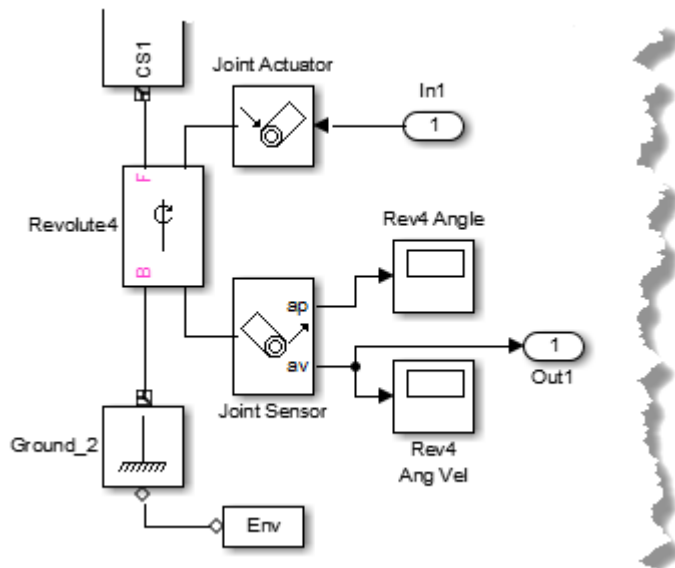 CS1
Joint Actuator
In1
1
F
Revolute4
B
Rev4 Angle
ap
av
1
Out1
Joint Sensor
Rev4
Ang Vel
Ground_2
Env